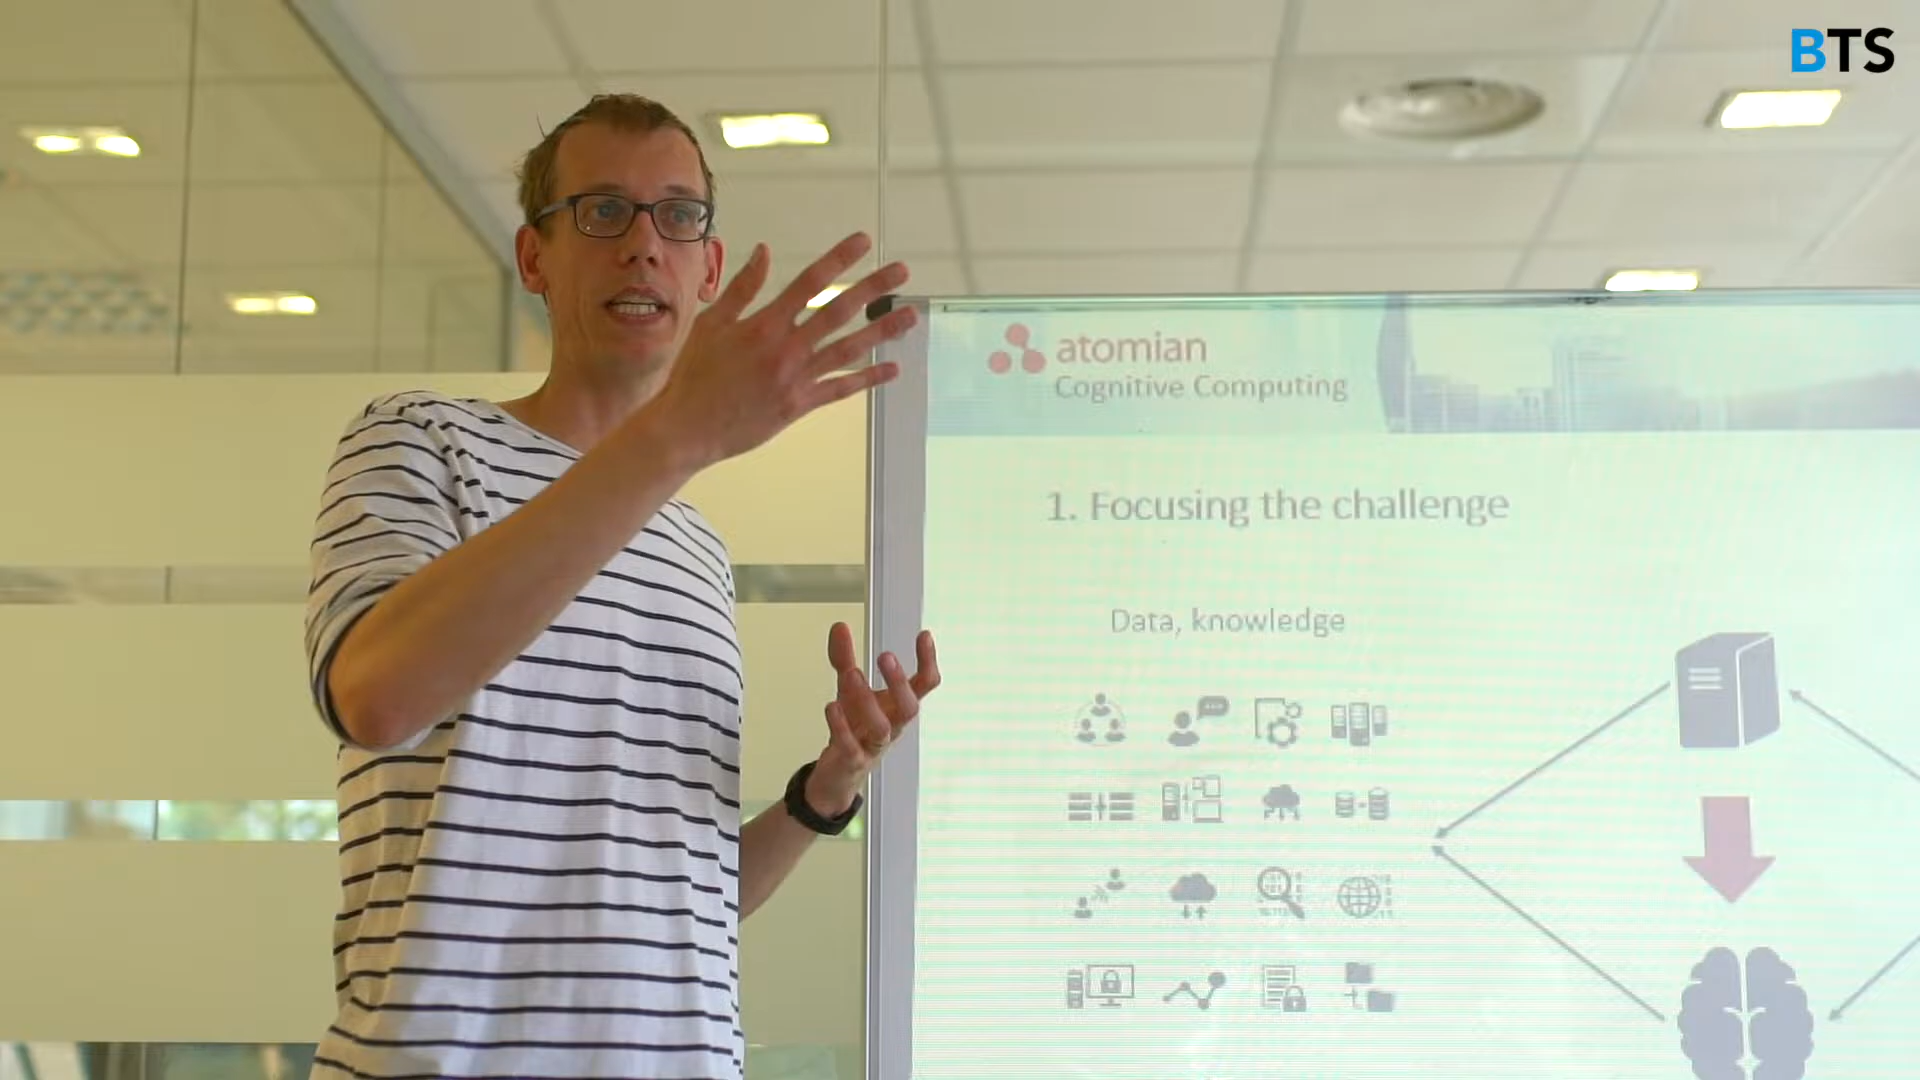 BTS
atomian
Cognitive Computing
1. Focusing the challenge
Data, knowledge